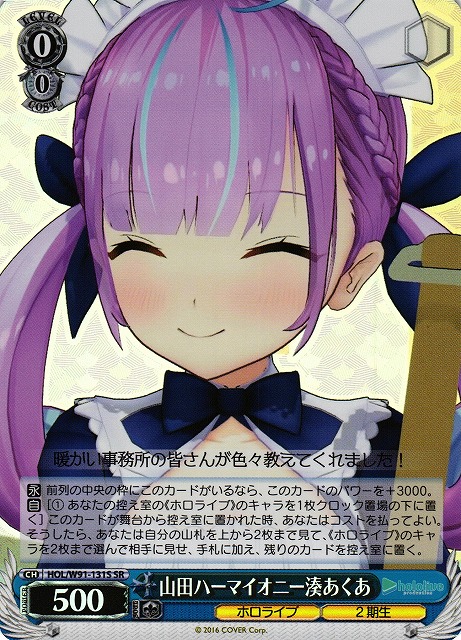 LEVEL
0
0
COST
暖かい事務所の皆さんが色々教えてくれました！
永 前列の中央の枠にこのカードがいるなら、このカードのパワーを＋3000。
自 [① あなたの控え室の《ホロライブ》のキャラを1枚クロック置場の下に置
く] このカードが舞台から控え室に置かれた時、あなたはコストを払ってよい。
そうしたら、あなたは自分の山札を上から2枚まで見て、《ホロライブ》のキャ
ラを2枚まで選んで相手に見せ、手札に加え、残りのカードを控え室に置く。
CH HOL/W91-131S SR
POWER
500
山田ハーマイオニー湊あくあ
hololive
production
ホロライブ
2期生
© 2016 COVER Corp.